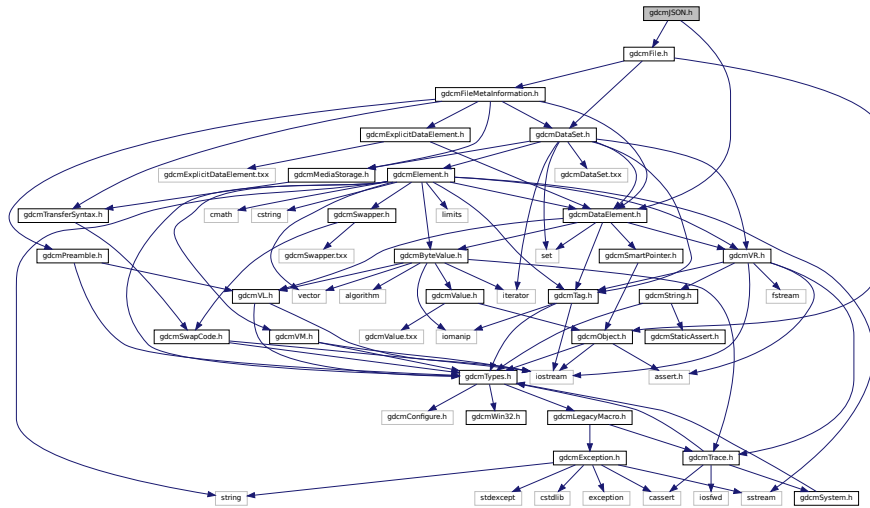 gdcmJSON.h
gdcmFile.h
gdcmFileMetaInformation.h
gdcmExplicitDataElement.h
gdcmDataSet.h
gdcmExplicitDataElement.txx
gdcmMediaStorage.h
gdcmElement.h
gdcmDataSet.txx
gdcmTransferSyntax.h
cmath
cstring
gdcmSwapper.h
limits
gdcmDataElement.h
gdcmPreamble.h
gdcmSwapper.txx
gdcmByteValue.h
set
gdcmSmartPointer.h
gdcmVR.h
gdcmVL.h
vector
algorithm
gdcmValue.h
iterator
gdcmTag.h
gdcmString.h
fstream
gdcmSwapCode.h
gdcmVM.h
gdcmValue.txx
iomanip
gdcmObject.h
gdcmStaticAssert.h
gdcmTypes.h
iostream
assert.h
gdcmConfigure.h
gdcmWin32.h
gdcmLegacyMacro.h
gdcmException.h
gdcmTrace.h
string
stdexcept
cstdlib
exception
cassert
iosfwd
sstream
gdcmSystem.h